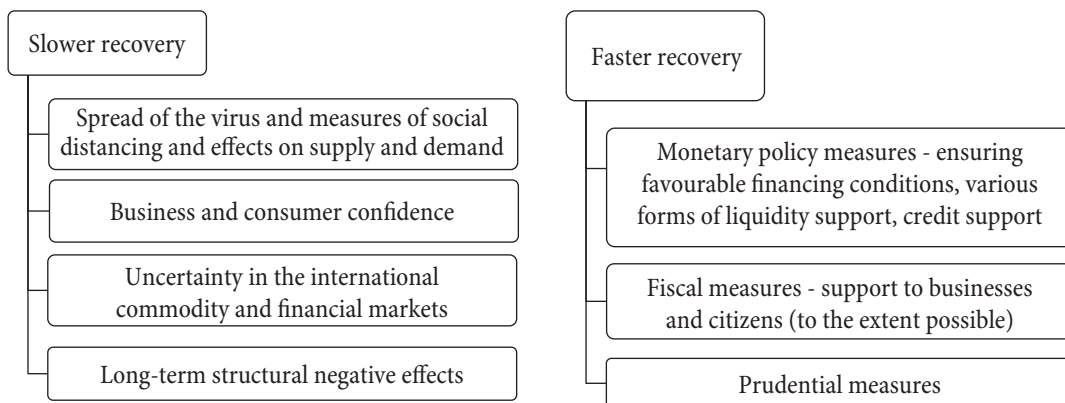 Slower recovery
Spread of the virus and measures of social
distancing and effects on supply and demand
Business and consumer confidence
Uncertainty in the international
commodity and financial markets
Long-term structural negative effects
Faster recovery
Monetary policy measures - ensuring
favourable financing conditions, various
forms of liquidity support, credit support
Fiscal measures - support to businesses
and citizens (to the extent possible)
Prudential measures